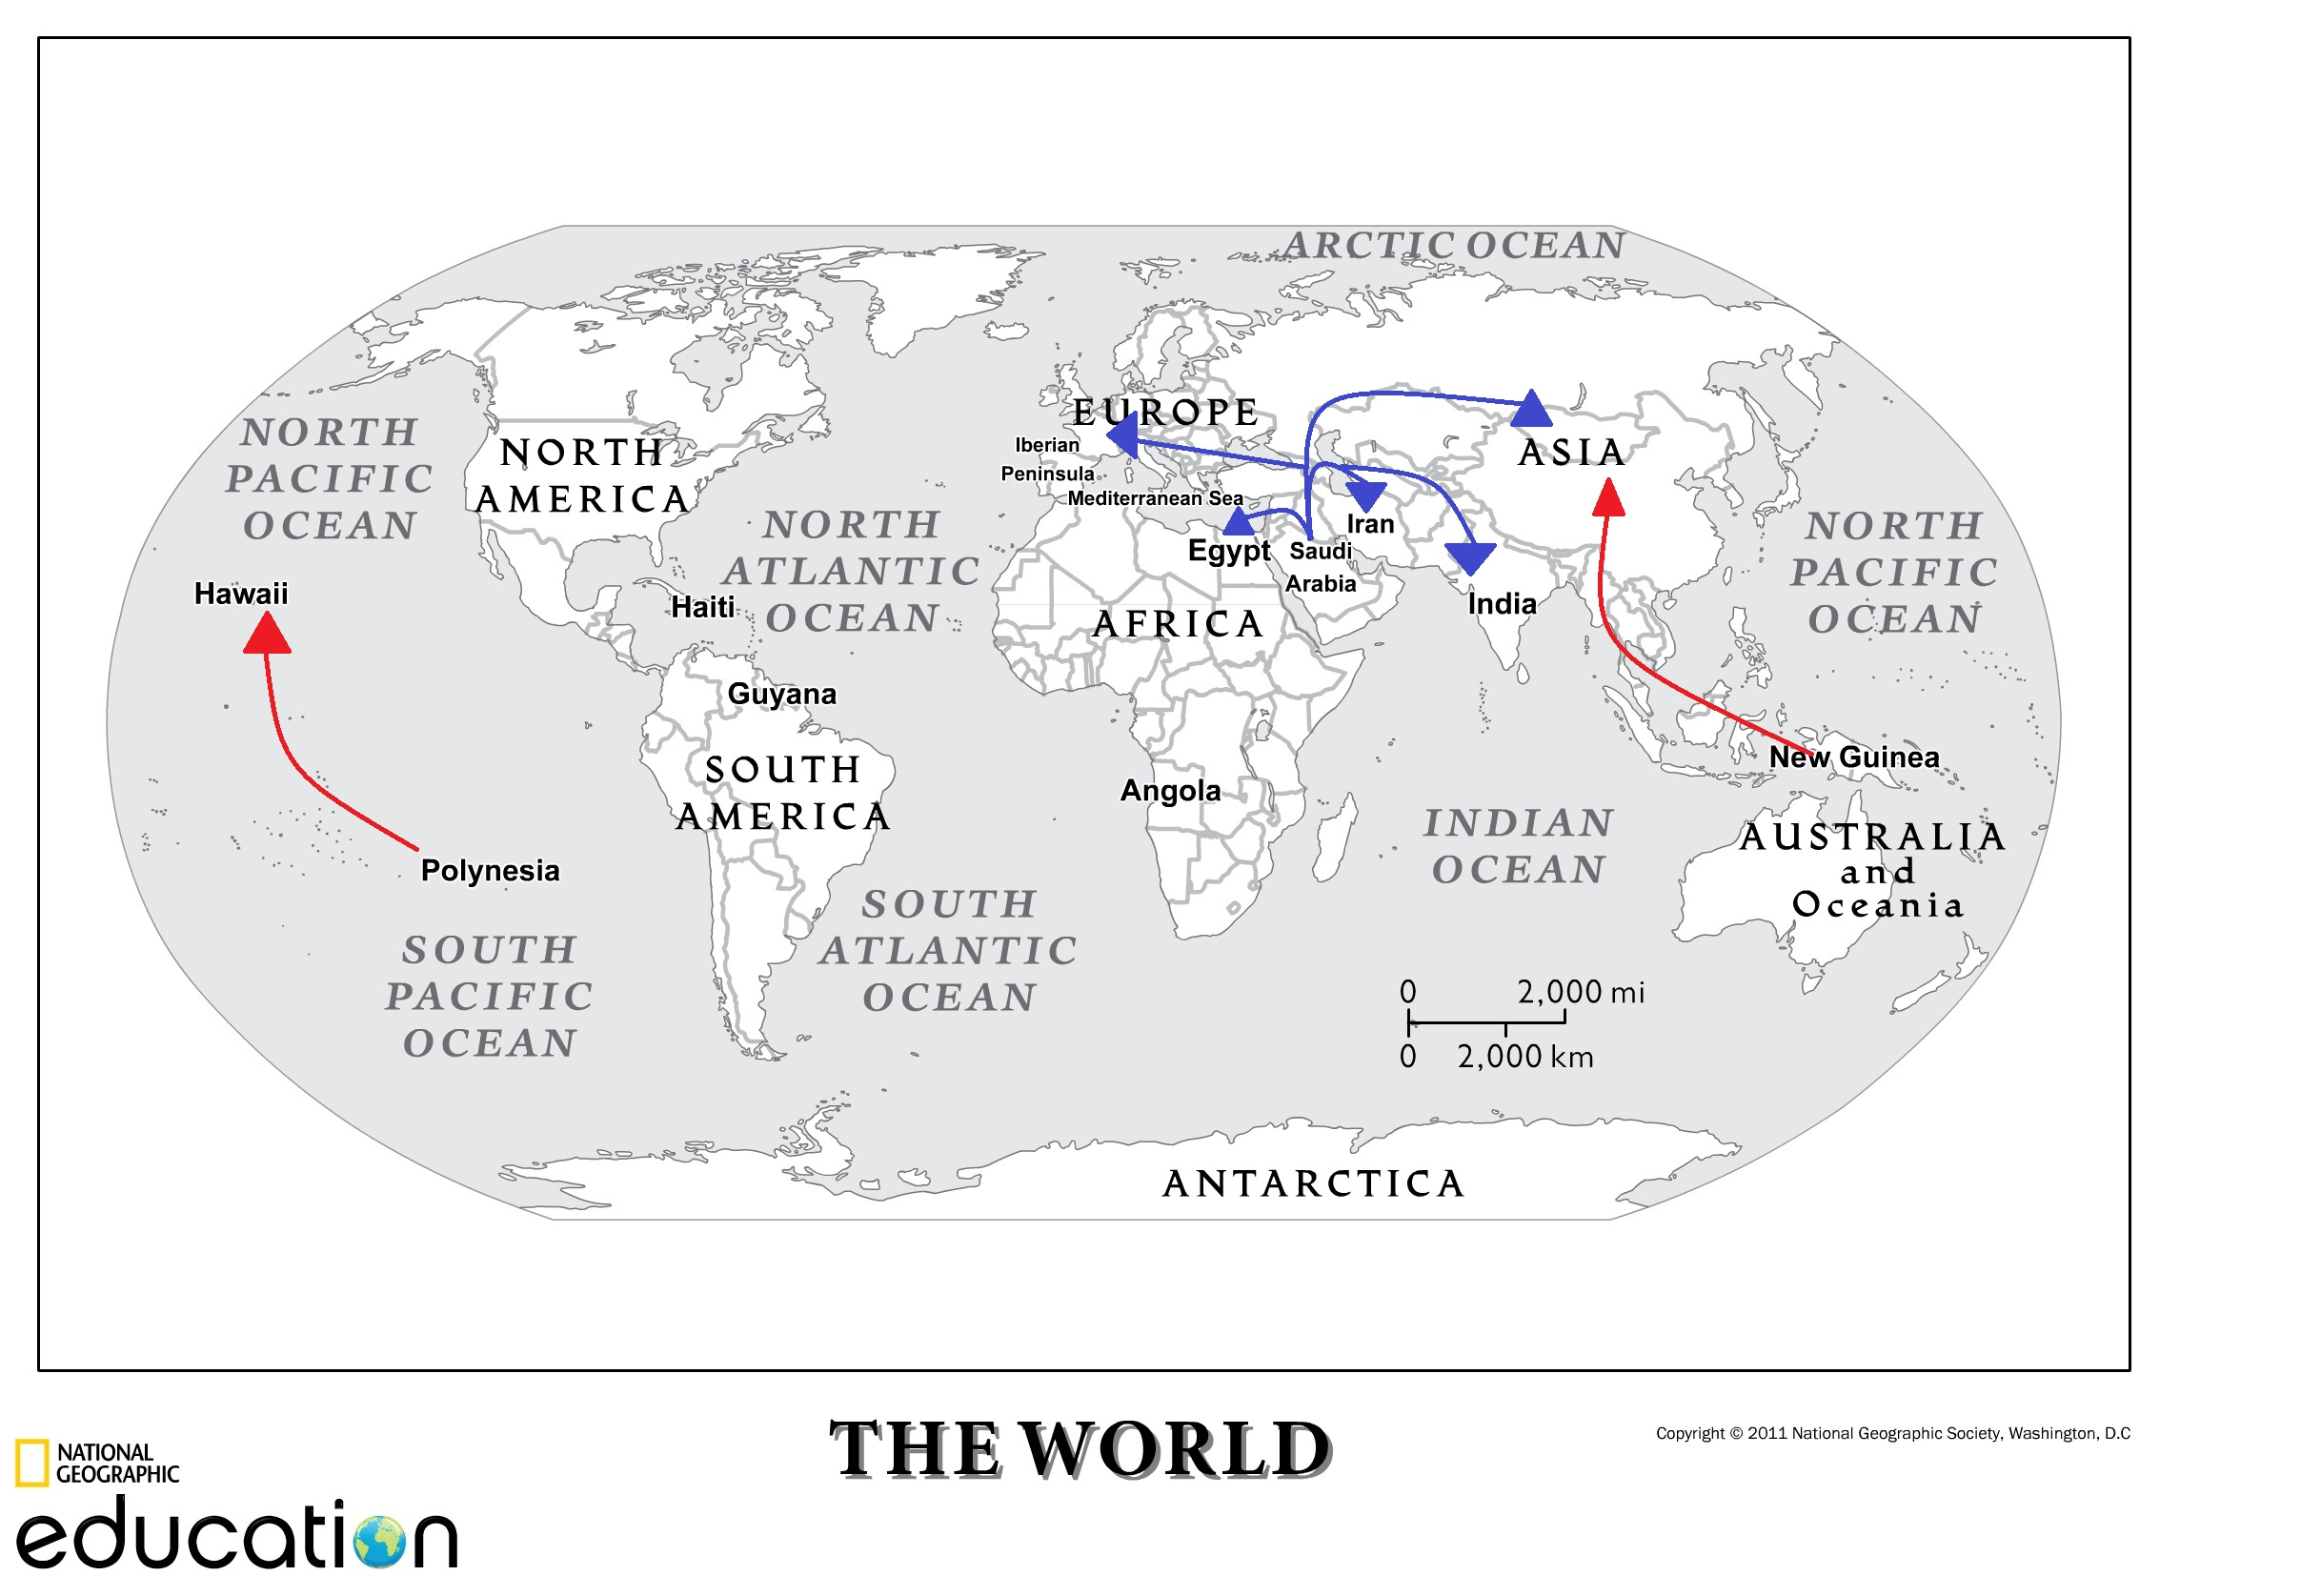 ARCTIC OCEAN
EUROPE
Iberian
Peninsula
Mediterranean Sea
ASIA
NORTH
PACIFIC
OCEAN
NORTH
AMERICA
NORTH
ATLANTIC
OCEAN
Egypt
Saudi
Arabia
Iran
India
NORTH
PACIFIC
OCEAN
Hawaii
Haiti
AFRICA
Guyana
SOUTH
AMERICA
Angola
New Guinea
INDIAN
OCEAN
AUSTRALIA
and
Oceania
Polynesia
SOUTH
PACIFIC
OCEAN
SOUTH
ATLANTIC
OCEAN
0 2,000 mi
0 2,000 km
ANTARCTICA
THE WORLD
Copyright © 2011 National Geographic Society, Washington, D.C
NATIONAL
GEOGRAPHIC
education